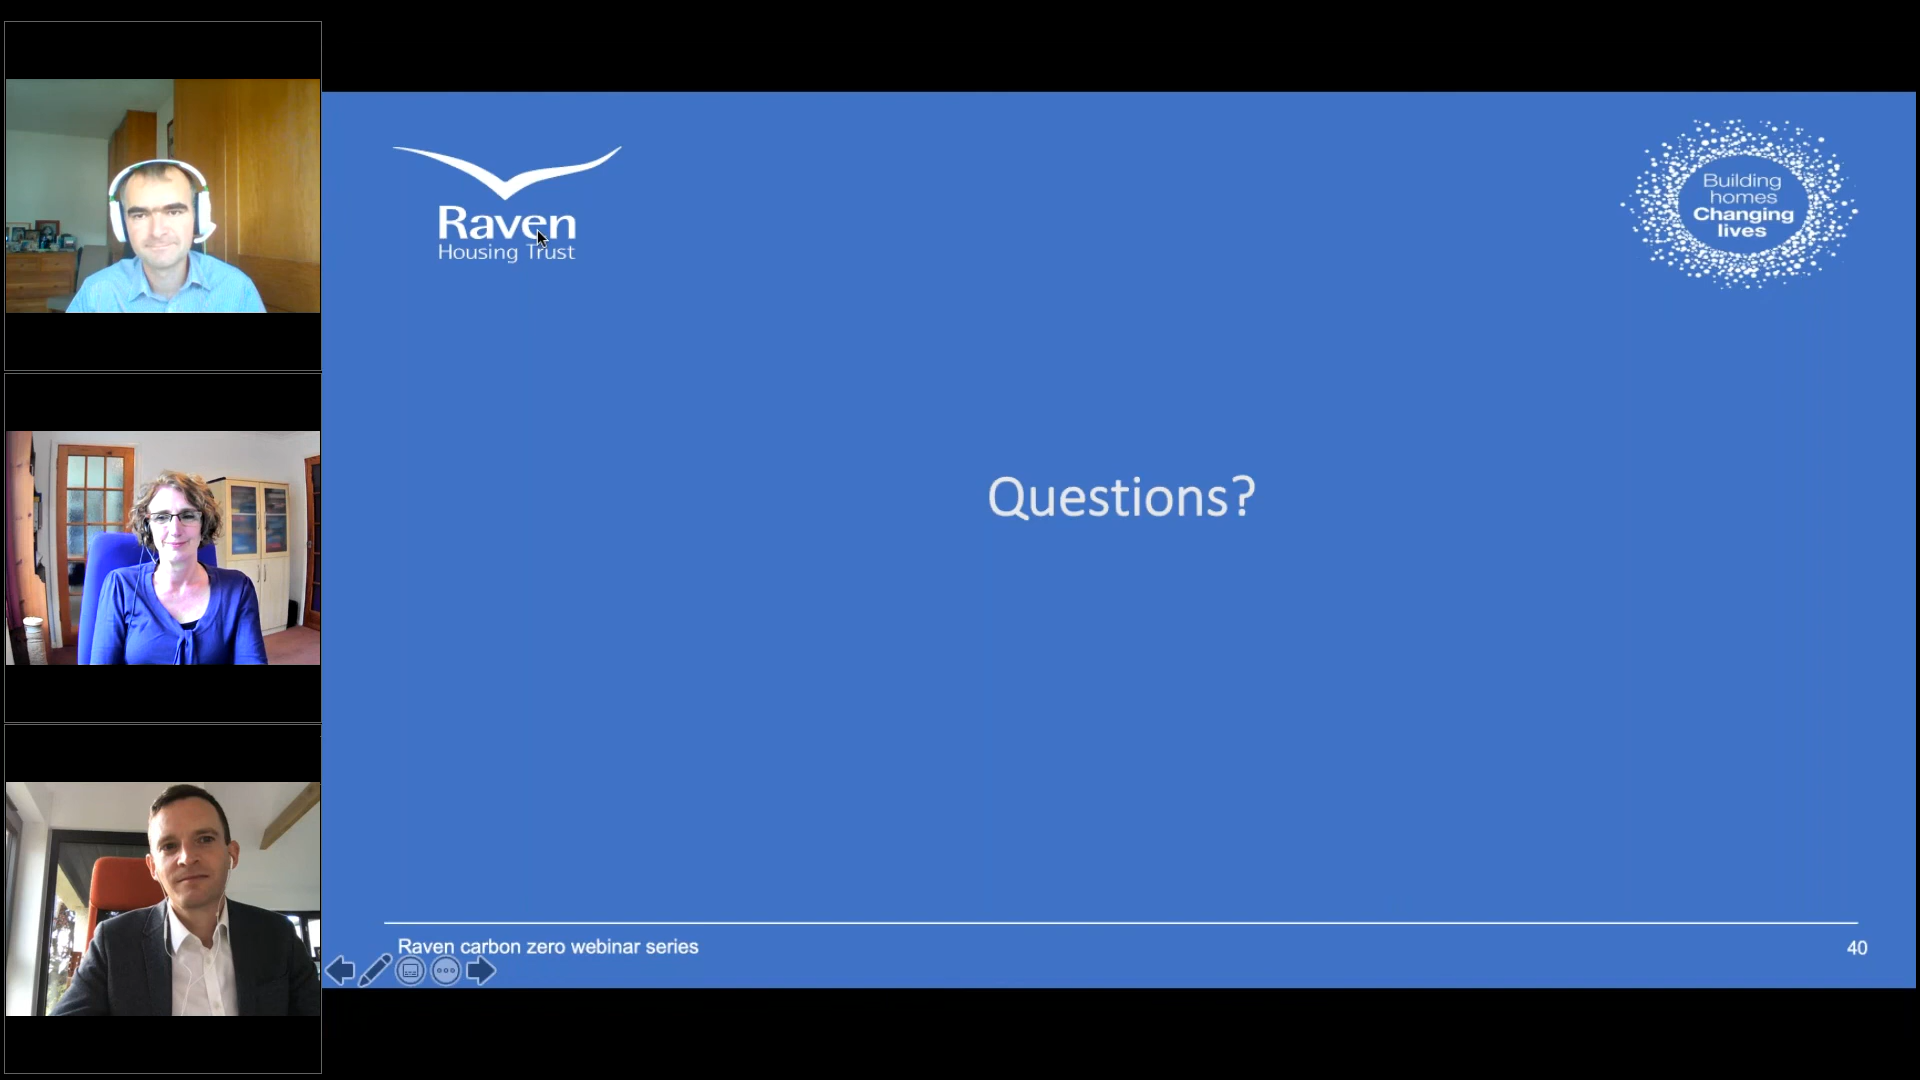 Raven
Housing Trust
Building
homes
Changing
lives
Questions?
Raven carbon zero webinar series
40